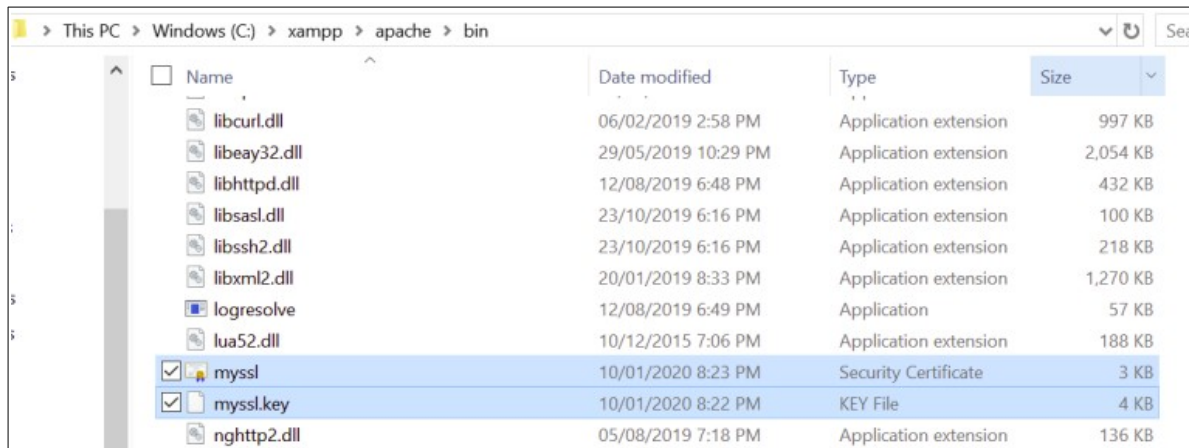 This PC > Windows (C:) > xampp > apache > bin
Name Date modified Type Size
libcurl.dll 06/02/2019 2:58 PM Application extension 997 KB
libeay32.dll 29/05/2019 10:29 PM Application extension 2,054 KB
libhttpd.dll 12/08/2019 6:48 PM Application extension 432 KB
libsasl.dll 23/10/2019 6:16 PM Application extension 100 KB
libssh2.dll 23/10/2019 6:16 PM Application extension 218 KB
libxml2.dll 20/01/2019 8:33 PM Application extension 1,270 KB
logresolve 12/08/2019 6:49 PM Application 57 KB
lua52.dll 10/12/2015 7:06 PM Application extension 188 KB
myssl 10/01/2020 8:23 PM Security Certificate 3 KB
myssl.key 10/01/2020 8:22 PM KEY File 4 KB
nghttp2.dll 05/08/2019 7:18 PM Application extension 136 KB